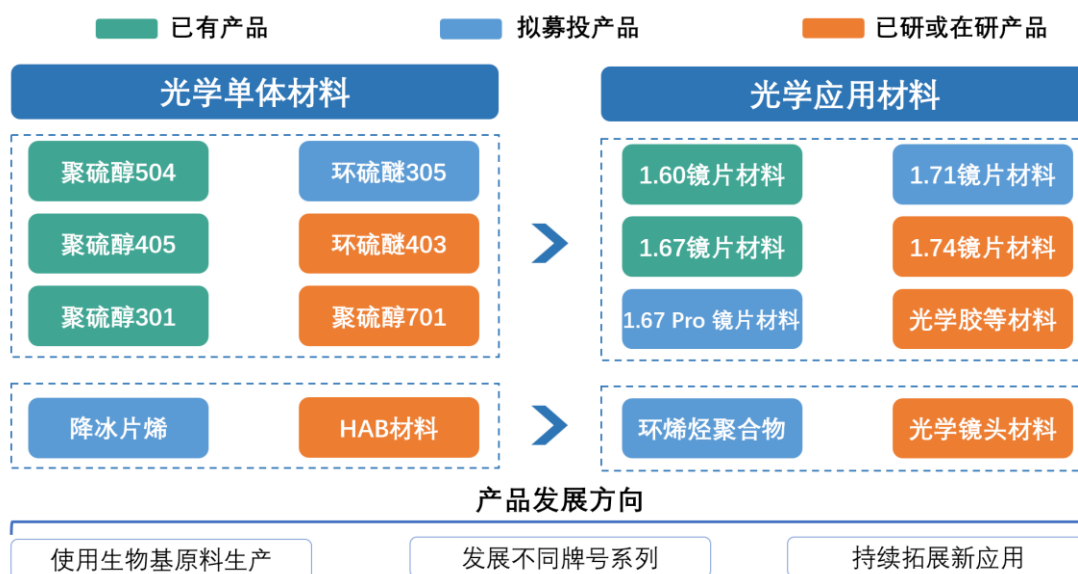 已有产品 拟募投产品 已研或在研产品
光学单体材料 光学应用材料
聚硫醇504 环硫醚305 1.60镜片材料 1.71镜片材料
聚硫醇405 环硫醚403 1.67镜片材料 1.74镜片材料
聚硫醇301 聚硫醇701 1.67 Pro 镜片材料 光学胶等材料
降冰片烯 HAB材料 环烯烃聚合物 光学镜头材料
产品发展方向
使用生物基原料生产 发展不同牌号系列 持续拓展新应用